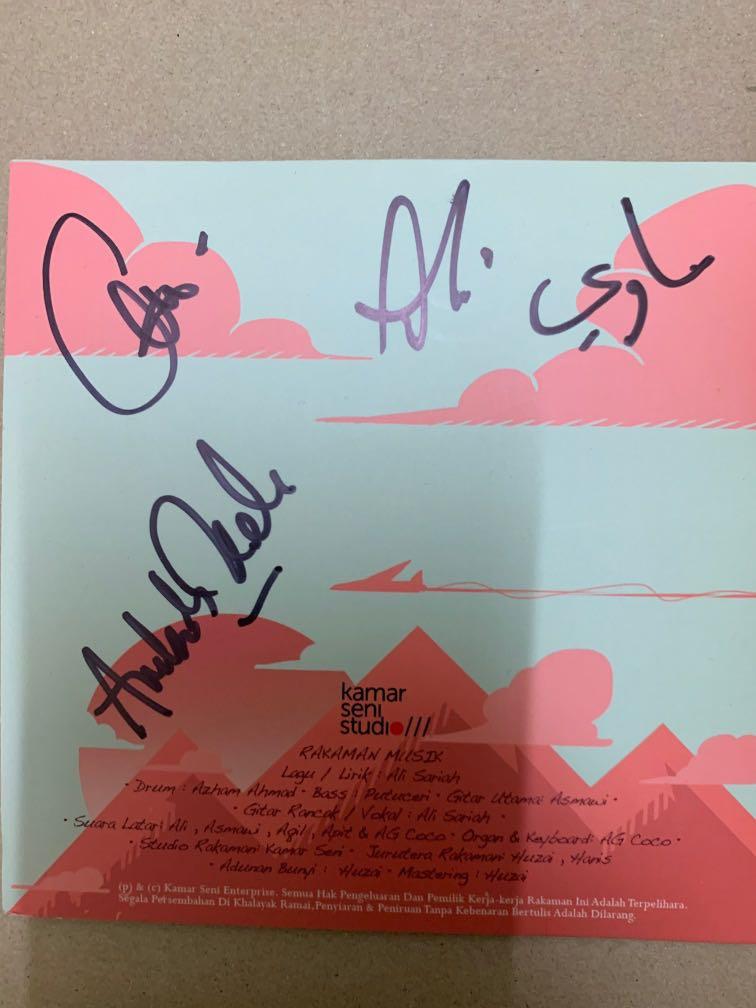 Ali
kamar
seni
studio///
RAKAMAN MUSIK
Lagu / Lirik : Ali Sariah
· Drum : Azham Ahmad · Bass : Putuceri · Gitar Utama: Asmawi ·
· Gitar Rancak / Vokal : Ali Sariah ·
· Suara Latar: Ali , Asmawi , Agil / Apit & AG Coco · Organ & Keyboard: AG Coco ·
· Studio Rakaman: Kamar Seni · Jurutera Rakaman: Huzai , Haris
· Adunan Bunyi : Huzai · Mastering : Huzai
(p) & (c) Kamar Seni Enterprise. Semua Hak Pengeluaran Dan Pemilik Kerja-kerja Rakaman Ini Adalah Terpelihara.
Segala Persembahan Di Khalayak Ramai,Penyiaran & Peniruan Tanpa Kebenaran Bertulis Adalah Dilarang.